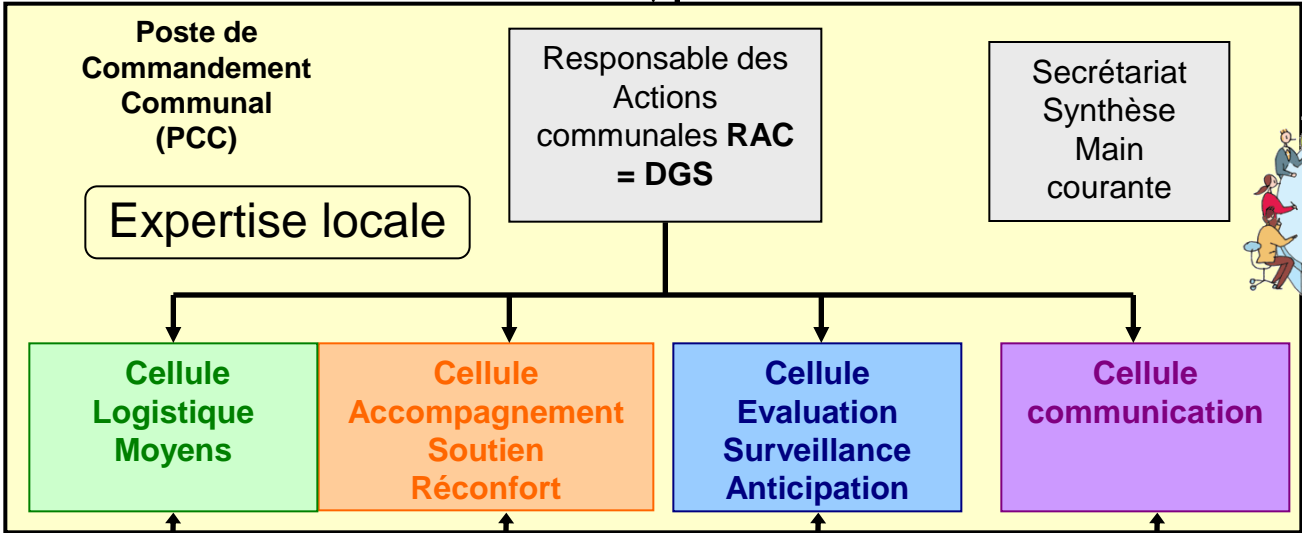 Poste de
Commandement
Communal
(PCC)
Expertise locale
Responsable des
Actions
communales RAC
= DGS
Secrétariat
Synthèse
Main
courante
Cellule
Logistique
Moyens
Cellule
Accompagnement
Soutien
Réconfort
Cellule
Evaluation
Surveillance
Anticipation
Cellule
communication